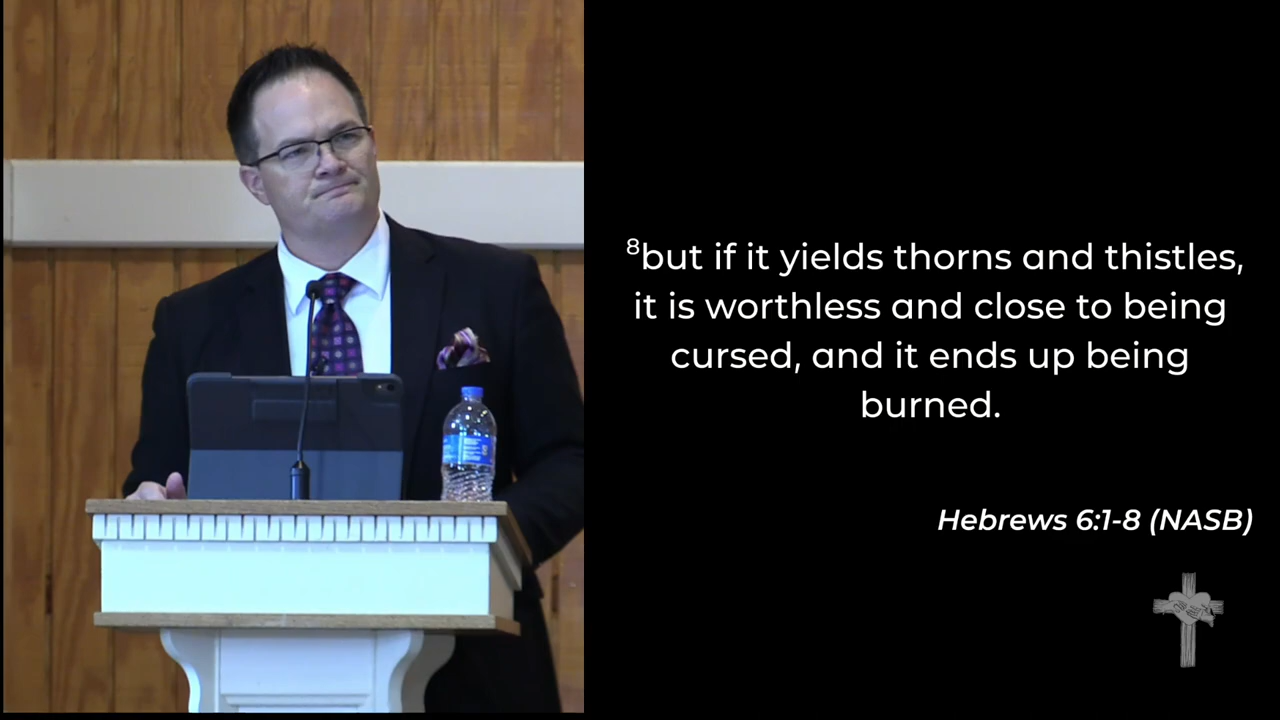 ⁸but if it yields thorns and thistles,
it is worthless and close to being
cursed, and it ends up being
burned.
Hebrews 6:1-8 (NASB)